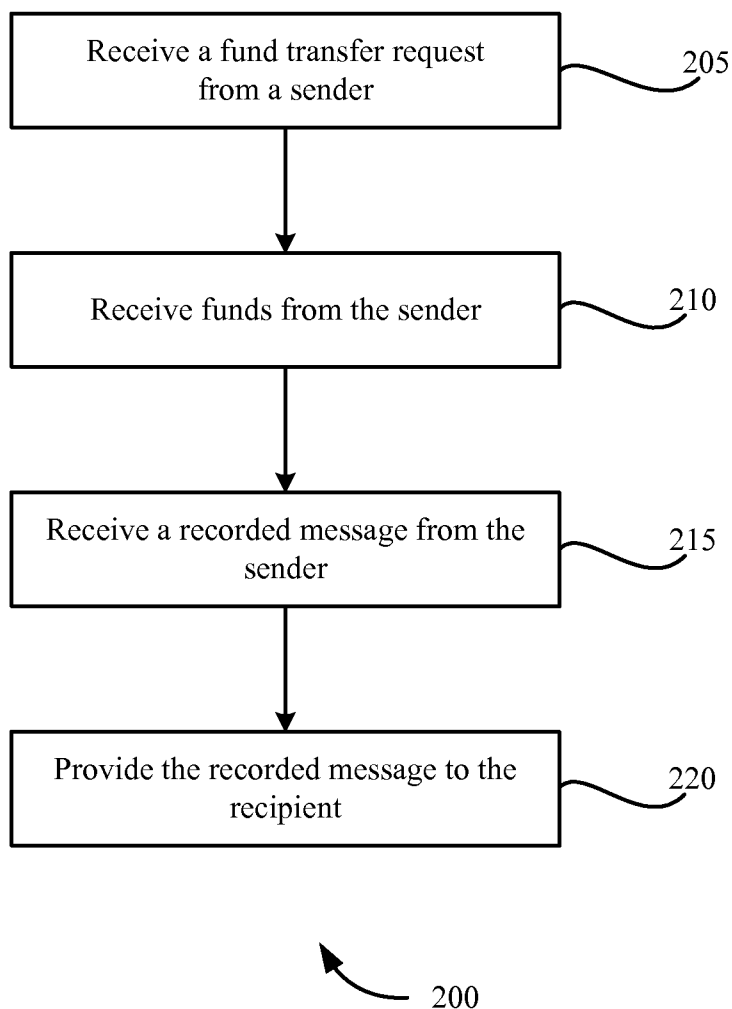 Receive a fund transfer request
from a sender
205
Receive funds from the sender
210
Receive a recorded message from the
sender
215
Provide the recorded message to the
recipient
220
200